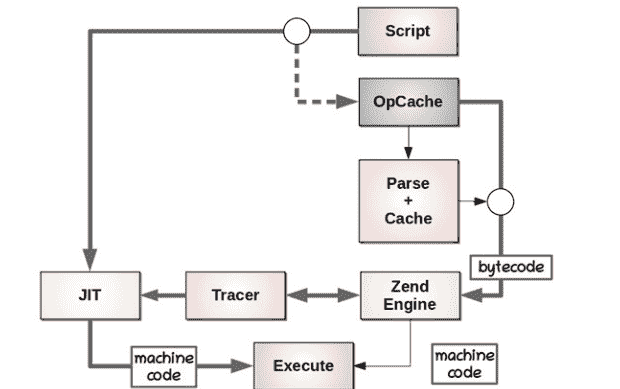 Script
OpCache
Parse
+
Cache
bytecode
JIT
Tracer
Zend
Engine
machine
code
Execute
machine
code